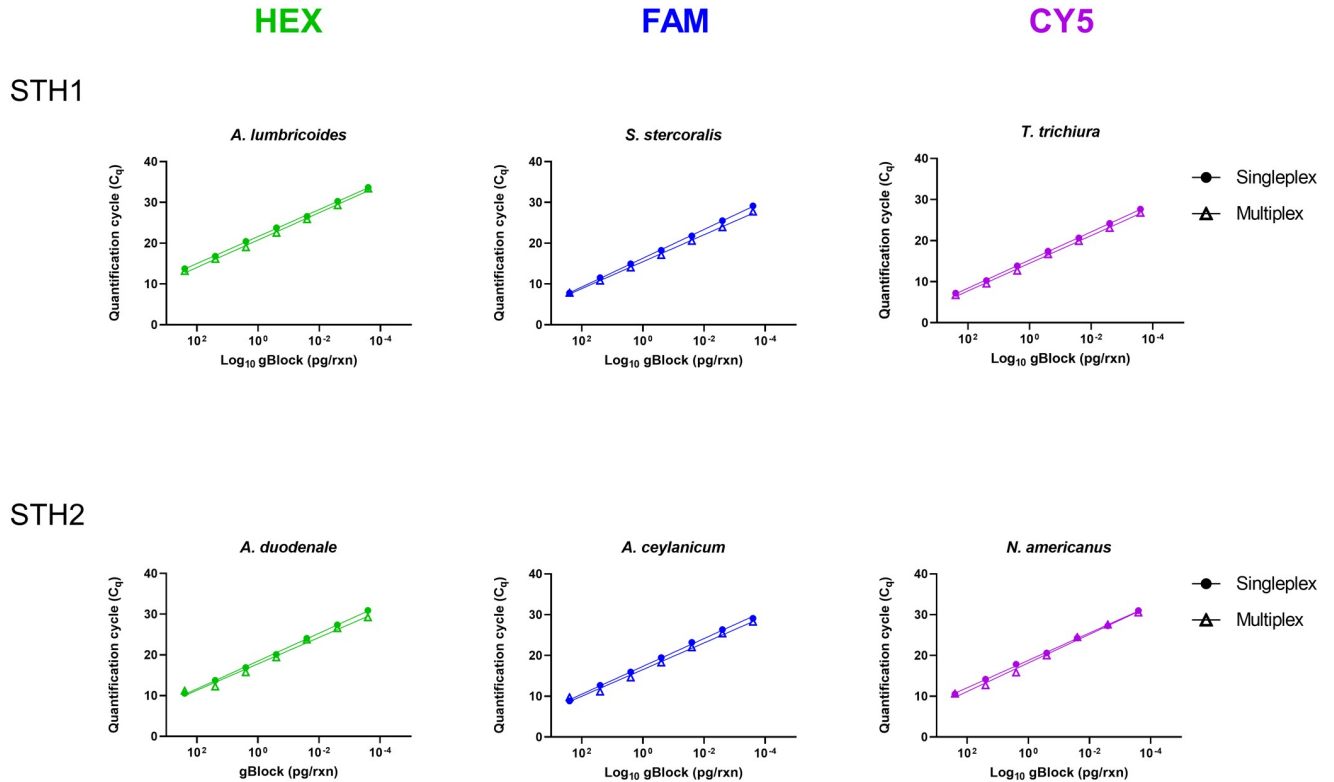 HEX FAM CY5
STH1
A. lumbricoides S. stercoralis T. trichiura
Quantification cycle (Cq) Quantification cycle (Cq) Quantification cycle (Cq)
40 40 40
30 30 30
20 20 20
10 10 10
0 0 0
10² 10⁰ 10⁻² 10⁻⁴ 10² 10⁰ 10⁻² 10⁻⁴ 10² 10⁰ 10⁻² 10⁻⁴
Log₁₀ gBlock (pg/rxn) Log₁₀ gBlock (pg/rxn) Log₁₀ gBlock (pg/rxn)
Singleplex
Multiplex
STH2
A. duodenale A. ceylanicum N. americanus
Quantification cycle (Cq) Quantification cycle (Cq) Quantification cycle (Cq)
40 40 40
30 30 30
20 20 20
10 10 10
0 0 0
10² 10⁰ 10⁻² 10⁻⁴ 10² 10⁰ 10⁻² 10⁻⁴ 10² 10⁰ 10⁻² 10⁻⁴
gBlock (pg/rxn) Log₁₀ gBlock (pg/rxn) Log₁₀ gBlock (pg/rxn)
Singleplex
Multiplex